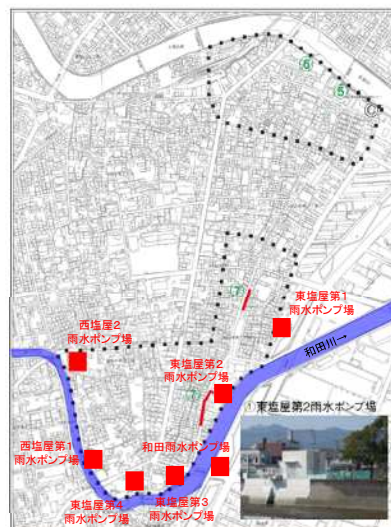 ⑥
⑤
⑦
東塩屋第1
雨水ポンプ場
西塩屋2
雨水ポンプ場
和田川→
東塩屋第2
雨水ポンプ場
①東塩屋第2雨水ポンプ場
西塩屋第1
雨水ポンプ場
和田雨水ポンプ場
東塩屋第4
雨水ポンプ場
東塩屋第3
雨水ポンプ場